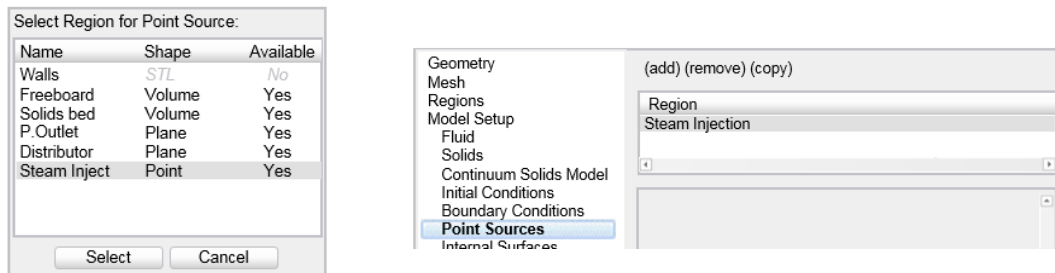 Select Region for Point Source:
Name Shape Available
Walls STL No
Freeboard Volume Yes
Solids bed Volume Yes
P.Outlet Plane Yes
Distributor Plane Yes
Steam Inject Point Yes
Select Cancel
Geometry
Mesh
Regions
Model Setup
Fluid
Solids
Continuum Solids Model
Initial Conditions
Boundary Conditions
Point Sources
Internal Surfaces
(add) (remove) (copy)
Region
Steam Injection